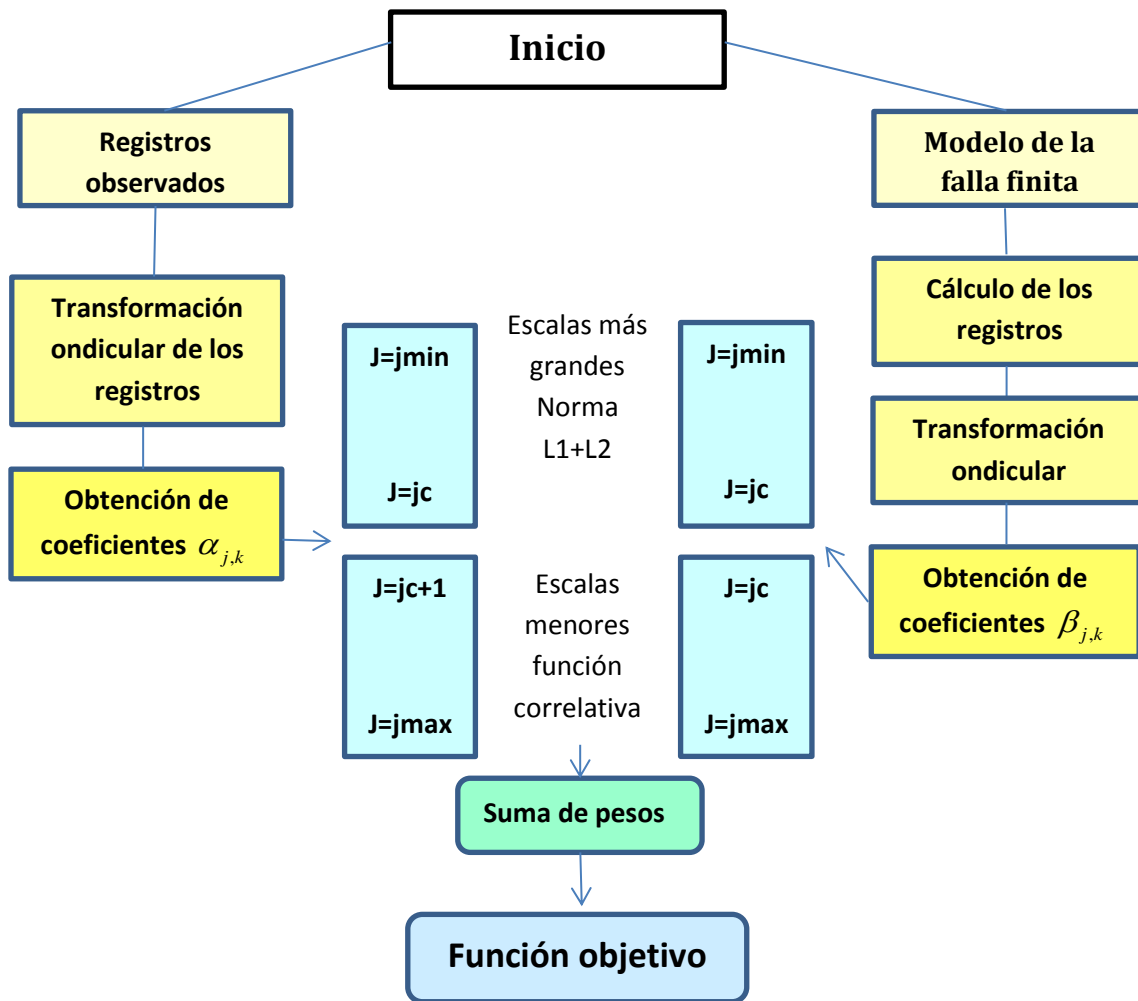 Inicio
Registros
observados
Transformación
ondicular de los
registros
Obtención de
coeficientes α_{j,k}
J=jmin
J=jc
J=jc+1
J=jmax
Escalas más
grandes
Norma
L1+L2
Escalas
menores
función
correlativa
J=jmin
J=jc
J=jc
J=jmax
Modelo de la
falla finita
Cálculo de los
registros
Transformación
ondicular
Obtención de
coeficientes β_{j,k}
Suma de pesos
Función objetivo